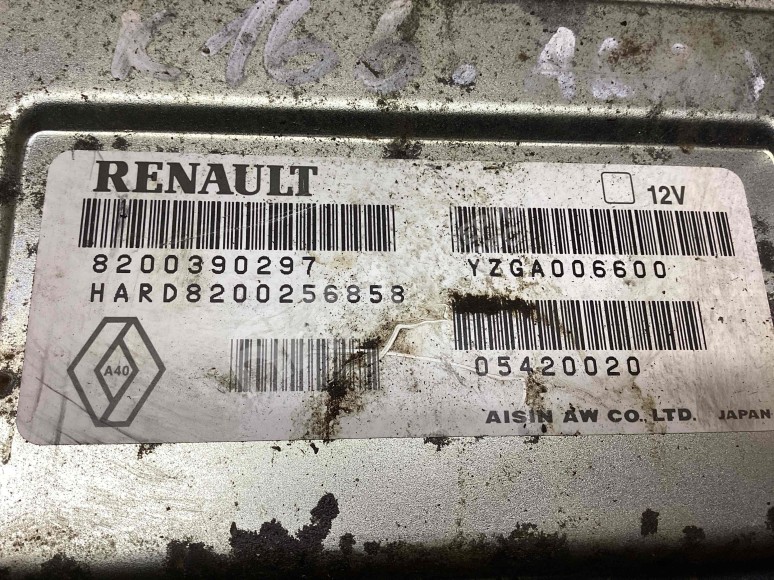 RENAULT
12V
8200390297
YZGA006600
HARD8200256858
05420020
A40
AISIN AW CO., LTD. JAPAN